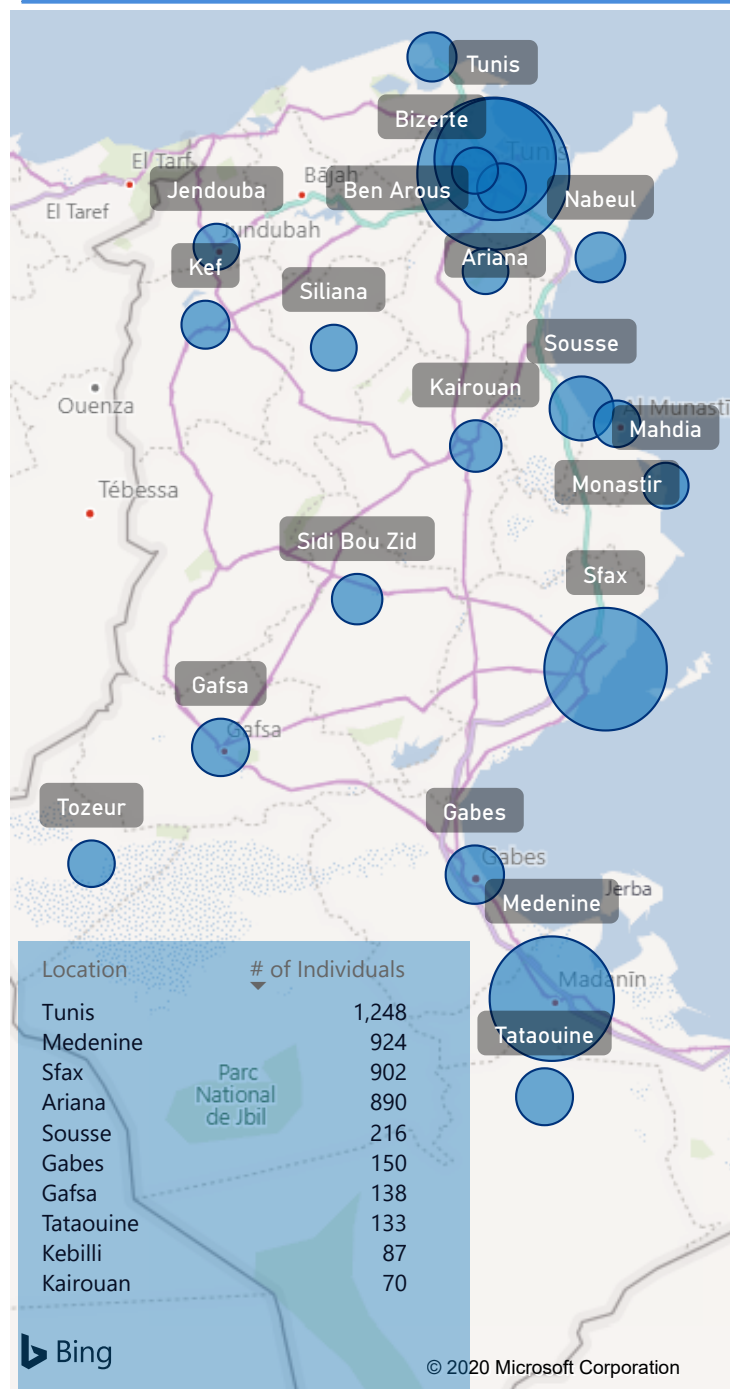 Tunis
Bizerte
Tunis
El Tarf
Bājah
Jendouba
Ben Arous
Nabeul
El Taref
Jundubah
Kef
Ariana
Siliana
Sousse
Ouenza
Kairouan
Al Munastī
Mahdia
Tébessa
Monastir
Sidi Bou Zid
Sfax
Gafsa
Gafsa
Tozeur
Gabes
Gabes
Jerba
Medenine
Madanīn
Tataouine
Location # of Individuals
Tunis 1,248
Medenine 924
Sfax 902
Ariana 890
Sousse 216
Gabes 150
Gafsa 138
Tataouine 133
Kebilli 87
Kairouan 70
Parc
National
de Jbil
Bing
© 2020 Microsoft Corporation